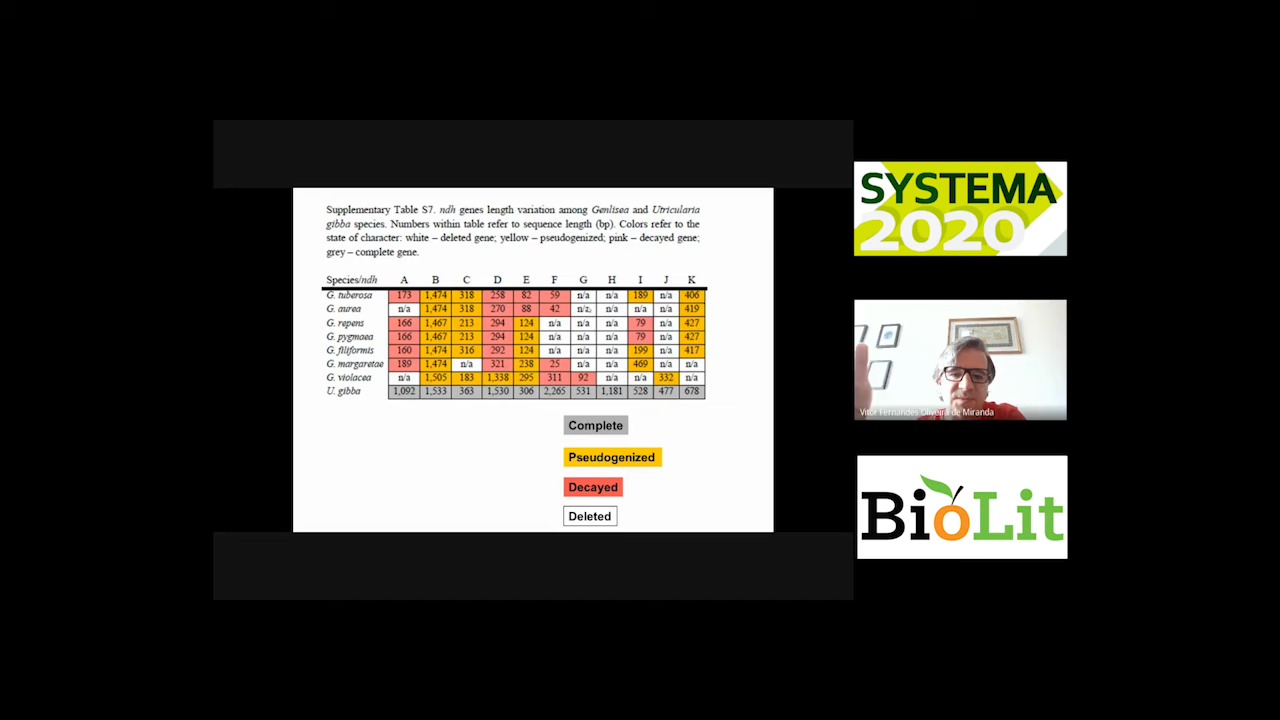 Supplementary Table S7. ndh genes length variation among Genlisea and Utricularia
gibba species. Numbers within table refer to sequence length (bp). Colors refer to the
state of character: white – deleted gene; yellow – pseudogenized; pink – decayed gene;
grey – complete gene.
Species/ndh A B C D E F G H I J K
G. tuberosa 173 1,474 318 258 82 59 n/a n/a 189 n/a 406
G. aurea n/a 1,474 318 270 88 42 n/a n/a n/a n/a 419
G. repens 166 1,467 213 294 124 n/a n/a n/a 79 n/a 427
G. pygmaea 166 1,467 213 294 124 n/a n/a n/a 79 n/a 427
G. filiformis 160 1,474 316 292 124 n/a n/a n/a 199 n/a 417
G. margaretae 189 1,474 n/a 321 238 25 n/a n/a 469 n/a n/a
G. violacea n/a 1,505 183 1,338 295 311 92 n/a n/a 332 n/a
U. gibba 1,092 1,533 363 1,530 306 2,265 531 1,181 528 477 678
Complete
Pseudogenized
Decayed
Deleted
SYSTEMA
2020
Vitor Fernandes Oliveira de Miranda
BioLit